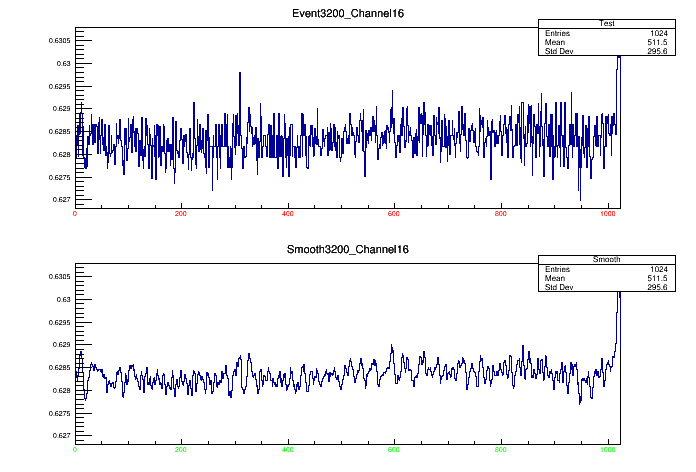 Event3200_Channel16
Test
Entries 1024
Mean 511.5
Std Dev 295.6
0.6305
0.63
0.6295
0.629
0.6285
0.628
0.6275
0.627
0 200 400 600 800 1000
Smooth3200_Channel16
Smooth
Entries 1024
Mean 511.5
Std Dev 295.6
0.6305
0.63
0.6295
0.629
0.6285
0.628
0.6275
0.627
0 200 400 600 800 1000